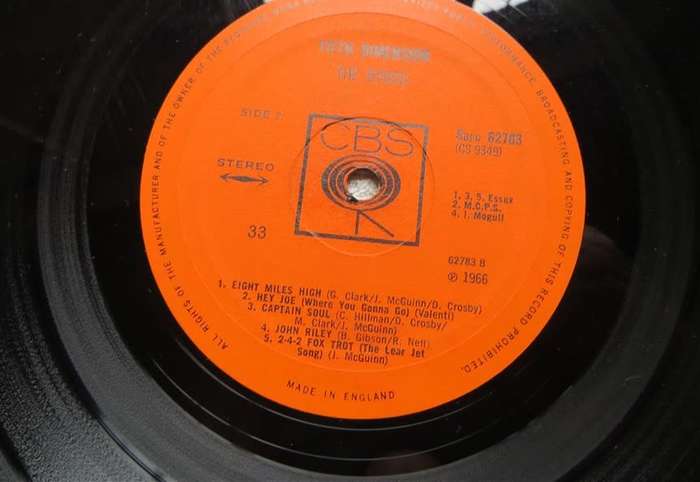 ALL RIGHTS OF THE MANUFACTURER AND OF THE OWNER OF THE RECORDED WORK PERFORMANCE, BROADCASTING AND COPYING OF THIS RECORD PROHIBITED.
FIFTH DIMENSION
THE BYRDS
SIDE 2
CBS
STEREO
33
62783
(CS 9349)
1. 3. 5. Essex
2. M.C.P.S.
4. I. Mogull
62783 B
℗ 1966
1. EIGHT MILES HIGH (G. Clark/J. McGuinn/D. Crosby)
2. HEY JOE (Where You Gonna Go) (Valenti)
3. CAPTAIN SOUL (C. Hillman/D. Crosby/
M. Clark/J. McGuinn)
4. JOHN RILEY (B. Gibson/R. Neil)
5. 2-4-2 FOX TROT (The Lear Jet
Song) (J. McGuinn)
MADE IN ENGLAND